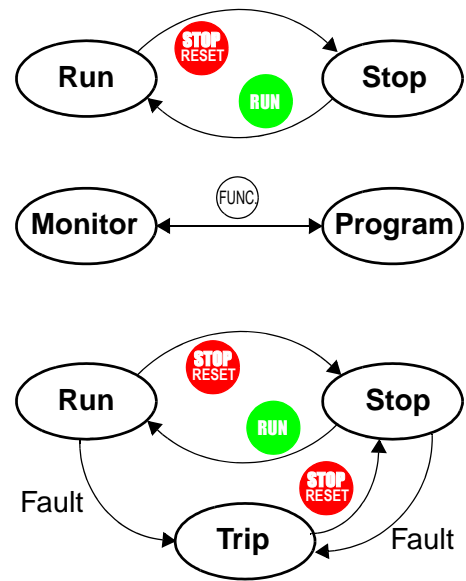 STOP
RESET
Run
Stop
RUN
FUNC.
Monitor
Program
STOP
RESET
Run
Stop
RUN
STOP
RESET
Fault
Trip
Fault